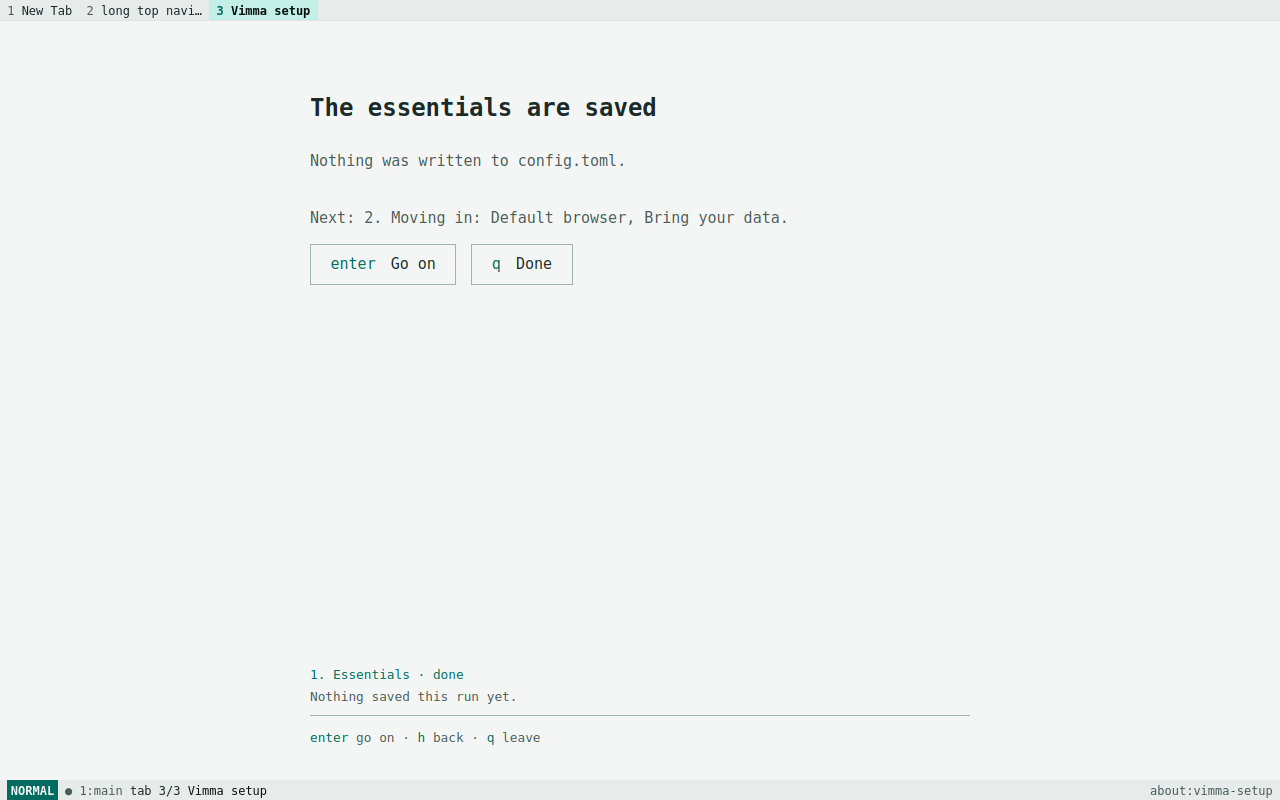 1 New Tab 2 long top navi… 3 Vimma setup
The essentials are saved
Nothing was written to config.toml.
Next: 2. Moving in: Default browser, Bring your data.
enter Go on q Done
1. Essentials · done
Nothing saved this run yet.
enter go on · h back · q leave
NORMAL ● 1:main tab 3/3 Vimma setup about:vimma-setup